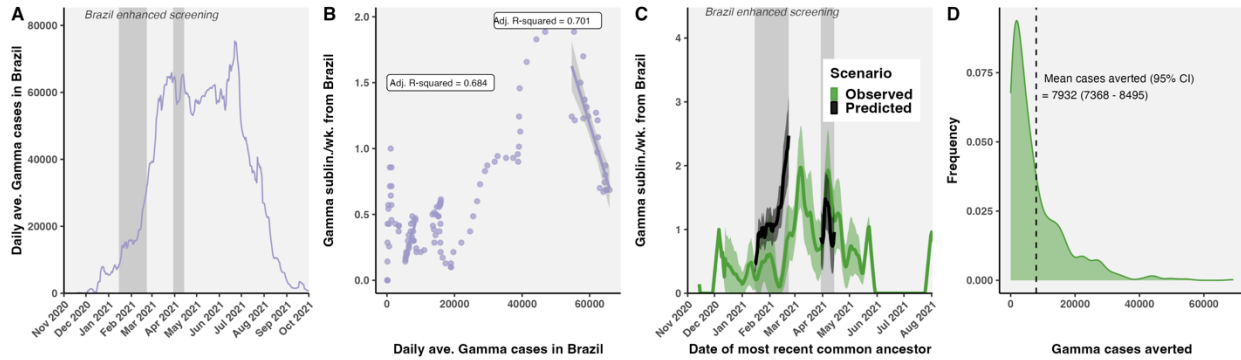 A
Brazil enhanced screening
Daily ave. Gamma cases in Brazil
80000
60000
40000
20000
0
Nov 2020
Dec 2020
Jan 2021
Feb 2021
Mar 2021
Apr 2021
May 2021
Jun 2021
Jul 2021
Aug 2021
Sep 2021
Oct 2021
B
Gamma sublin./wk. from Brazil
2.0
1.5
1.0
0.5
0.0
Adj. R-squared = 0.701
Adj. R-squared = 0.684
0
20000
40000
60000
Daily ave. Gamma cases in Brazil
C
Brazil enhanced screening
Gamma sublin./wk. from Brazil
4
3
2
1
0
Scenario
Observed
Predicted
Nov 2020
Dec 2020
Jan 2021
Feb 2021
Mar 2021
Apr 2021
May 2021
Jun 2021
Jul 2021
Aug 2021
Date of most recent common ancestor
D
Frequency
0.075
0.050
0.025
0.000
Mean cases averted (95% CI)
= 7932 (7368 - 8495)
0
20000
40000
60000
Gamma cases averted